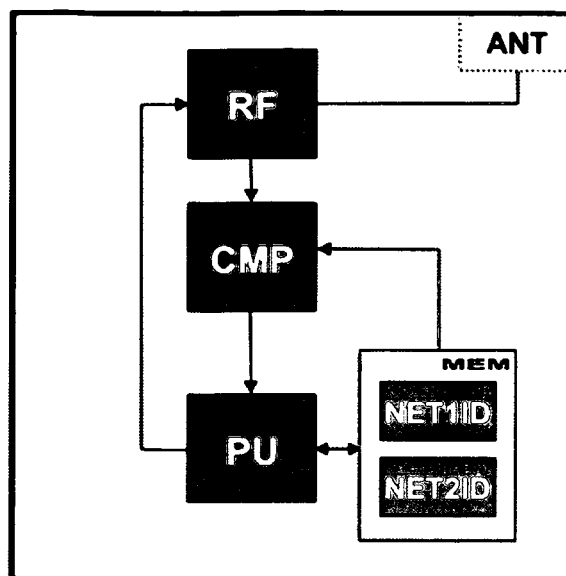 ANT
RF
CMP
MEM
NET1ID
PU
NET2ID